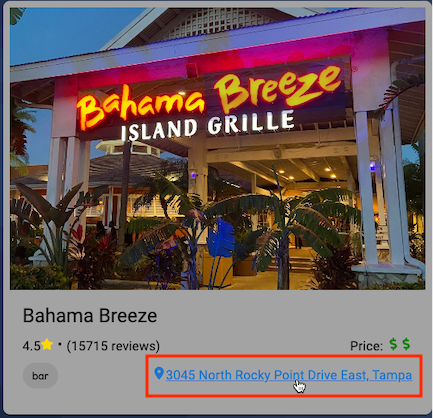 Bahama Breeze
ISLAND GRILLE
Bahama Breeze
4.5 • (15715 reviews) Price: $ $
bar 3045 North Rocky Point Drive East, Tampa